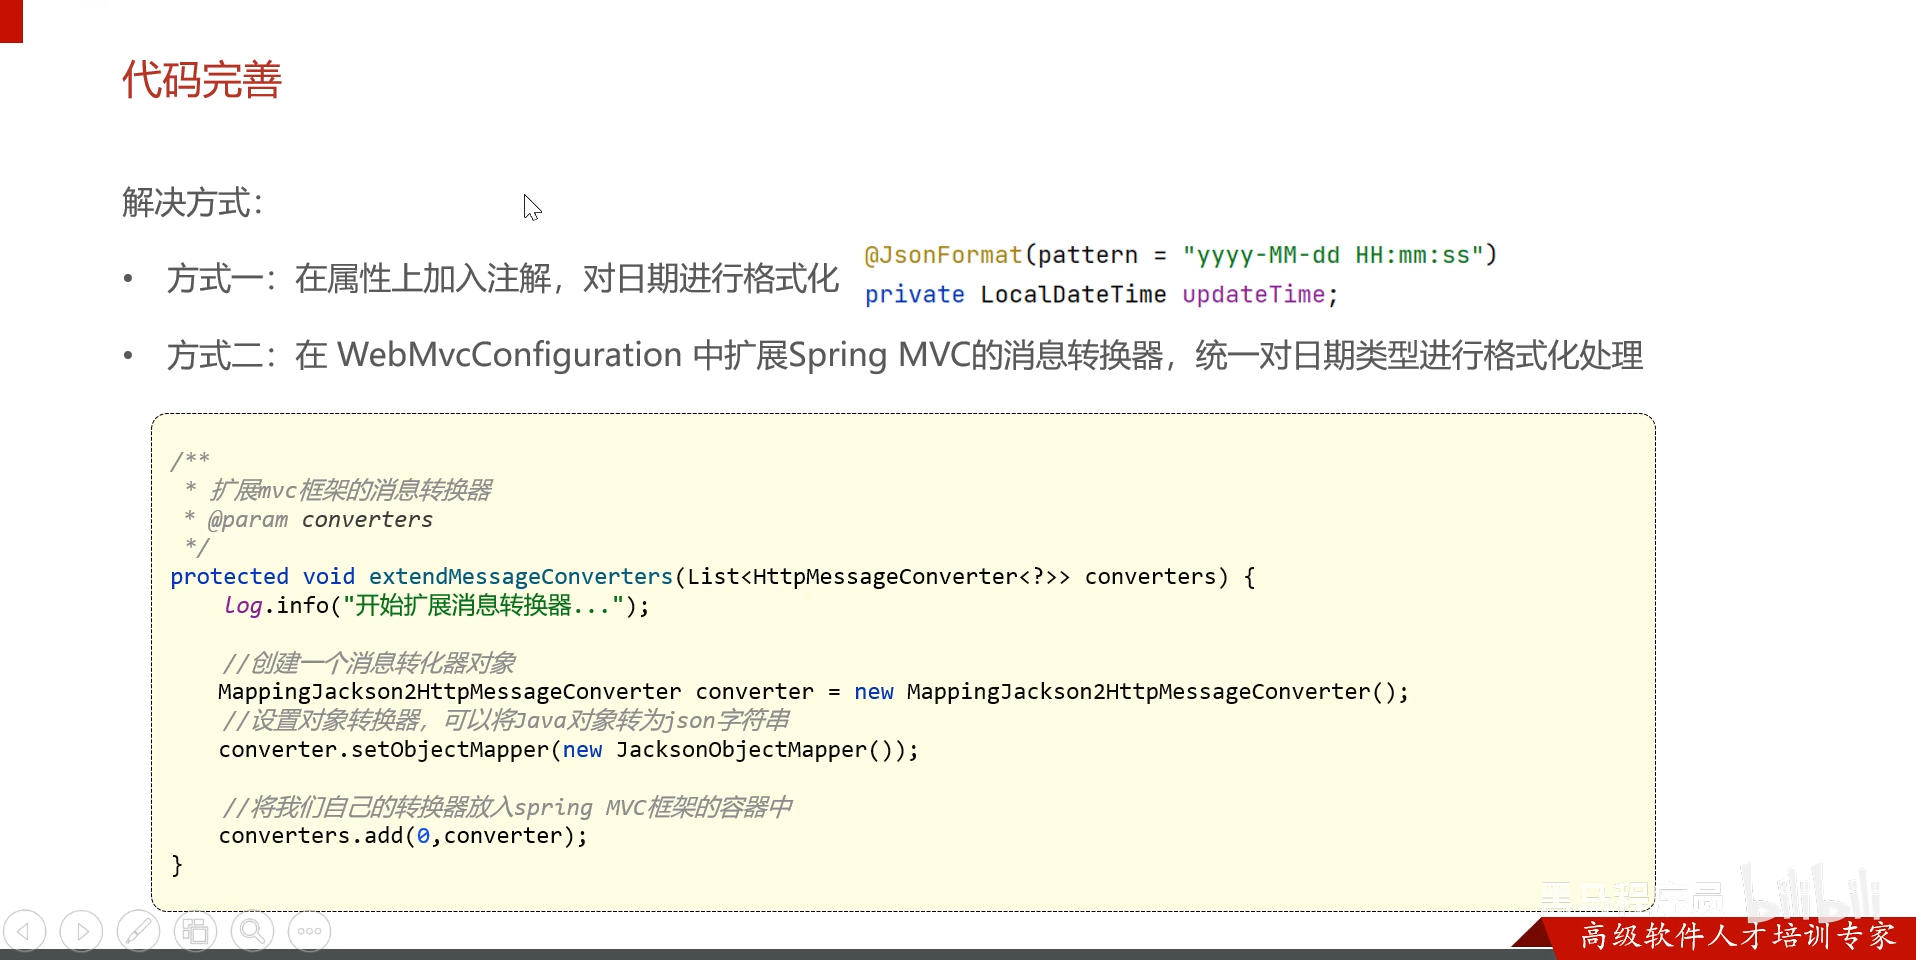 代码完善
解决方式：
• 方式一：在属性上加入注解，对日期进行格式化
@JsonFormat(pattern = "yyyy-MM-dd HH:mm:ss")
private LocalDateTime updateTime;
• 方式二：在 WebMvcConfiguration 中扩展Spring MVC的消息转换器，统一对日期类型进行格式化处理
/**
 * 扩展mvc框架的消息转换器
 * @param converters
 */
protected void extendMessageConverters(List<HttpMessageConverter<?>> converters) {
    log.info("开始扩展消息转换器...");
    //创建一个消息转化器对象
    MappingJackson2HttpMessageConverter converter = new MappingJackson2HttpMessageConverter();
    //设置对象转换器，可以将Java对象转为json字符串
    converter.setObjectMapper(new JacksonObjectMapper());
    //将我们自己的转换器放入spring MVC框架的容器中
    converters.add(0,converter);
}
黑马程序员 bilibili
高级软件人才培训专家